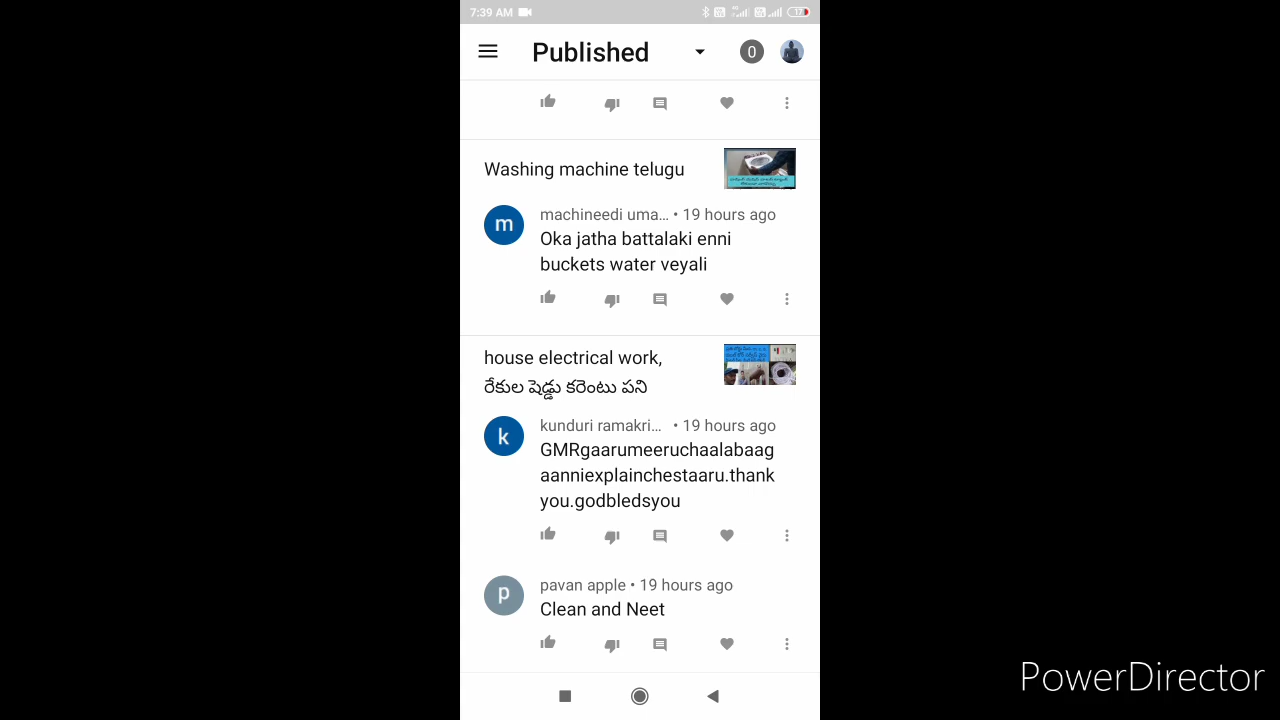 7:39 AM
17
Published
0
Washing machine telugu
machineedi uma... • 19 hours ago
Oka jatha battalaki enni
buckets water veyali
house electrical work,
రేకుల షెడ్డు కరెంటు పని
kunduri ramakri... • 19 hours ago
GMRgaarumeeruchaalabaag
aanniexplainchestaaru.thank
you.godbledsyou
pavan apple • 19 hours ago
Clean and Neet
m
k
p
PowerDirector